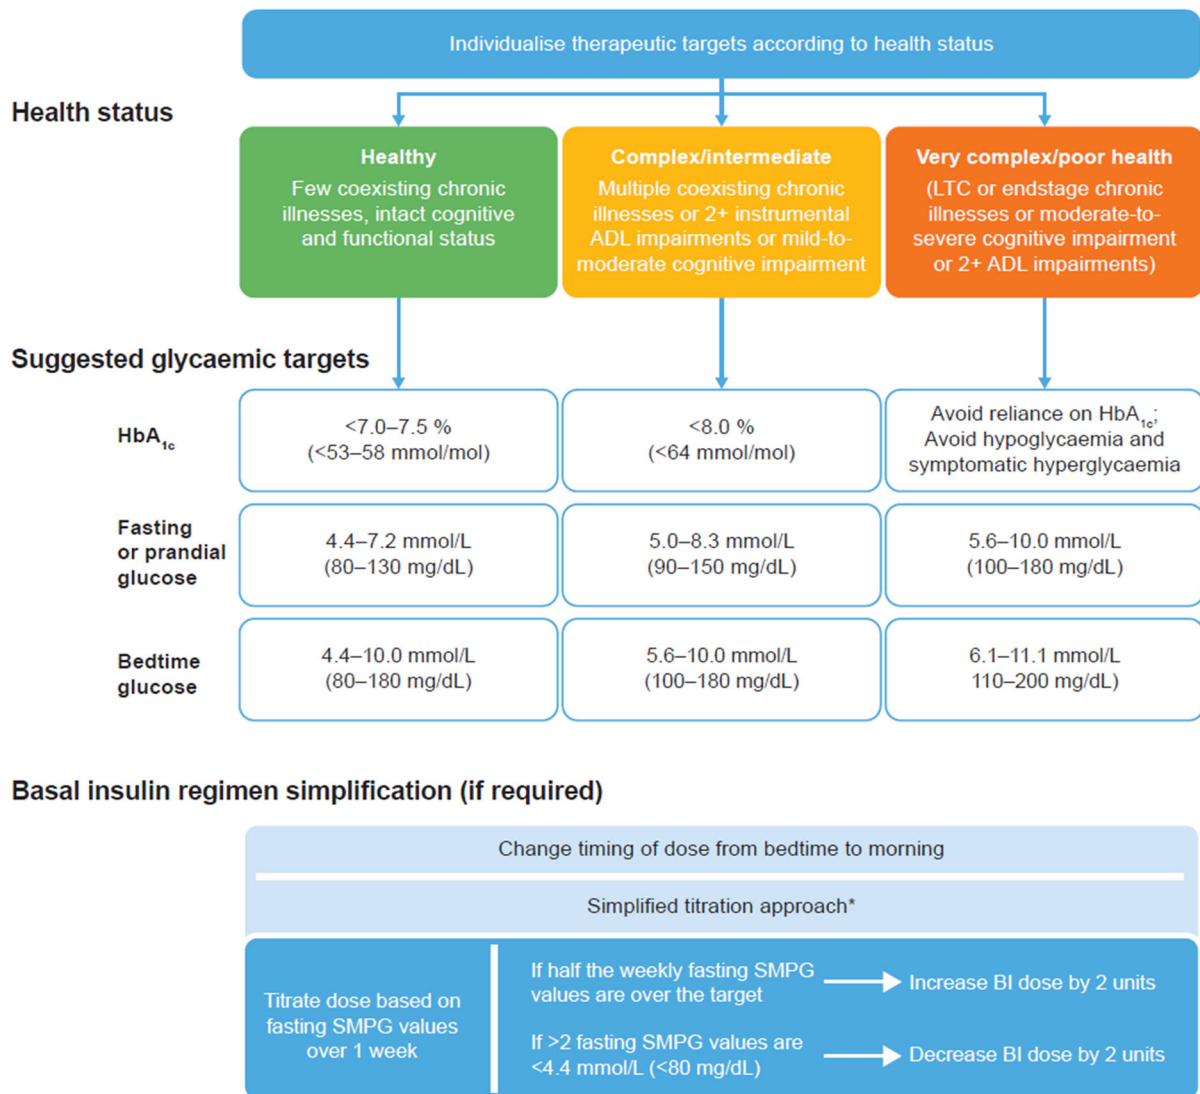 Individualise therapeutic targets according to health status
Health status
Healthy
Few coexisting chronic
illnesses, intact cognitive
and functional status
Complex/intermediate
Multiple coexisting chronic
illnesses or 2+ instrumental
ADL impairments or mild-to-
moderate cognitive impairment
Very complex/poor health
(LTC or endstage chronic
illnesses or moderate-to-
severe cognitive impairment
or 2+ ADL impairments)
Suggested glycaemic targets
HbA1c
<7.0–7.5 %
(<53–58 mmol/mol)
<8.0 %
(<64 mmol/mol)
Avoid reliance on HbA1c;
Avoid hypoglycaemia and
symptomatic hyperglycaemia
Fasting
or prandial
glucose
4.4–7.2 mmol/L
(80–130 mg/dL)
5.0–8.3 mmol/L
(90–150 mg/dL)
5.6–10.0 mmol/L
(100–180 mg/dL)
Bedtime
glucose
4.4–10.0 mmol/L
(80–180 mg/dL)
5.6–10.0 mmol/L
(100–180 mg/dL)
6.1–11.1 mmol/L
110–200 mg/dL)
Basal insulin regimen simplification (if required)
Change timing of dose from bedtime to morning
Simplified titration approach*
Titrate dose based on
fasting SMPG values
over 1 week
If half the weekly fasting SMPG
values are over the target
Increase BI dose by 2 units
If >2 fasting SMPG values are
<4.4 mmol/L (<80 mg/dL)
Decrease BI dose by 2 units